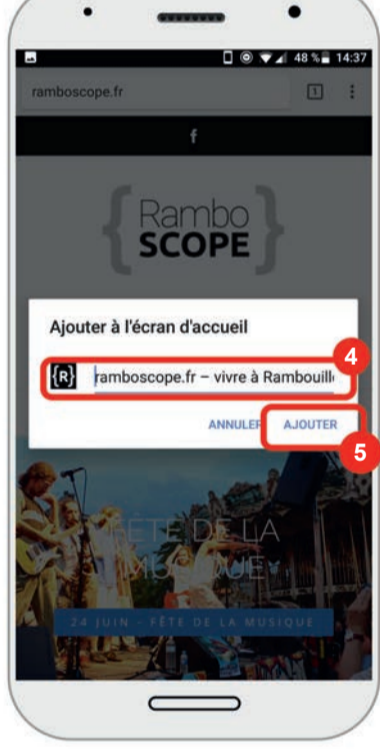 48 % 14:37
ramboscope.fr 1
f
{Rambo
SCOPE}
Ajouter à l'écran d'accueil
4
{R} ramboscope.fr – vivre à Rambouill
ANNULER AJOUTER
5
FÊTE DE LA
MUSIQUE
24 JUIN - FÊTE DE LA MUSIQUE